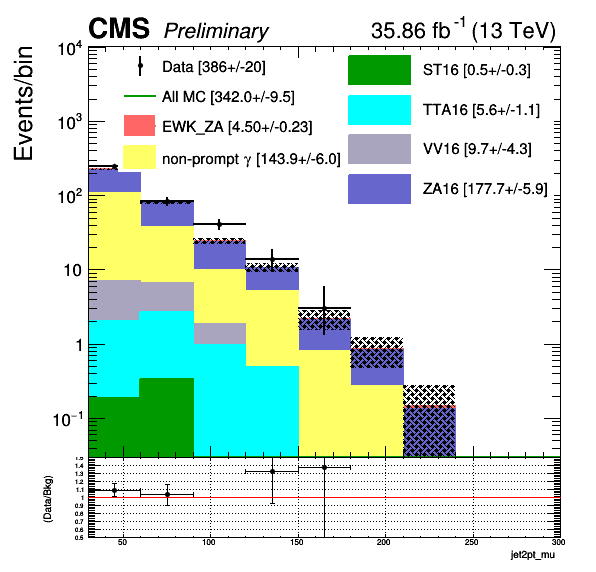 CMS Preliminary 35.86 fb⁻¹ (13 TeV)
Events/bin
10⁴
10³
10²
10
1
10⁻¹
Data [386+/-20]
All MC [342.0+/-9.5]
EWK_ZA [4.50+/-0.23]
non-prompt γ [143.9+/-6.0]
ST16 [0.5+/-0.3]
TTA16 [5.6+/-1.1]
VV16 [9.7+/-4.3]
ZA16 [177.7+/-5.9]
(Data/Bkg)
1.5
1.4
1.3
1.2
1.1
1
0.9
0.8
0.7
0.6
0.5
50 100 150 200 250 300
jet2pt_mu